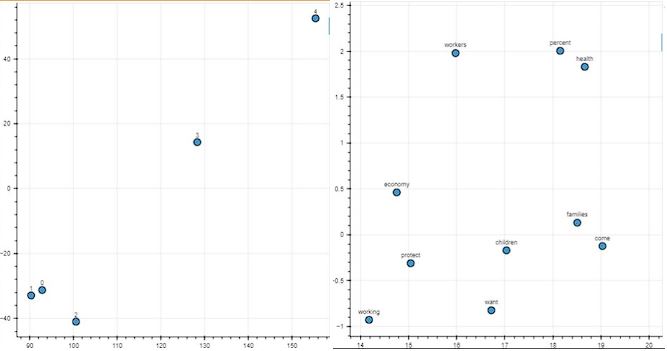 4
40
20
3
0
-20
0
1
2
-40
90 100 110 120 130 140 150
2.5
2
workers
percent
health
1.5
1
economy
0.5
families
0
come
children
protect
-0.5
want
working
-1
14 15 16 17 18 19 20